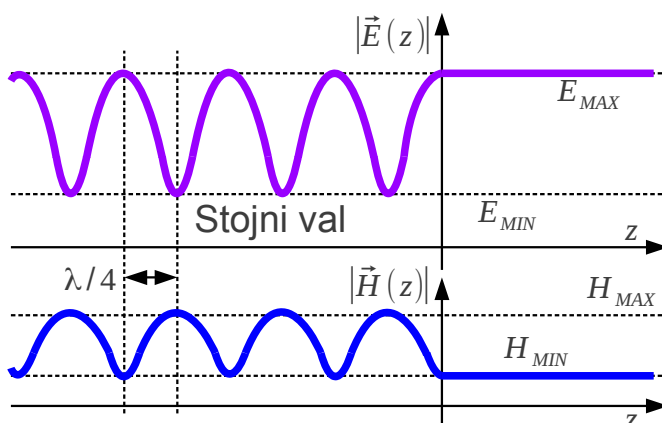 |E⃗(z)|
E_MAX
Stojni val
E_MIN
z
λ/4
|H⃗(z)|
H_MAX
H_MIN
z